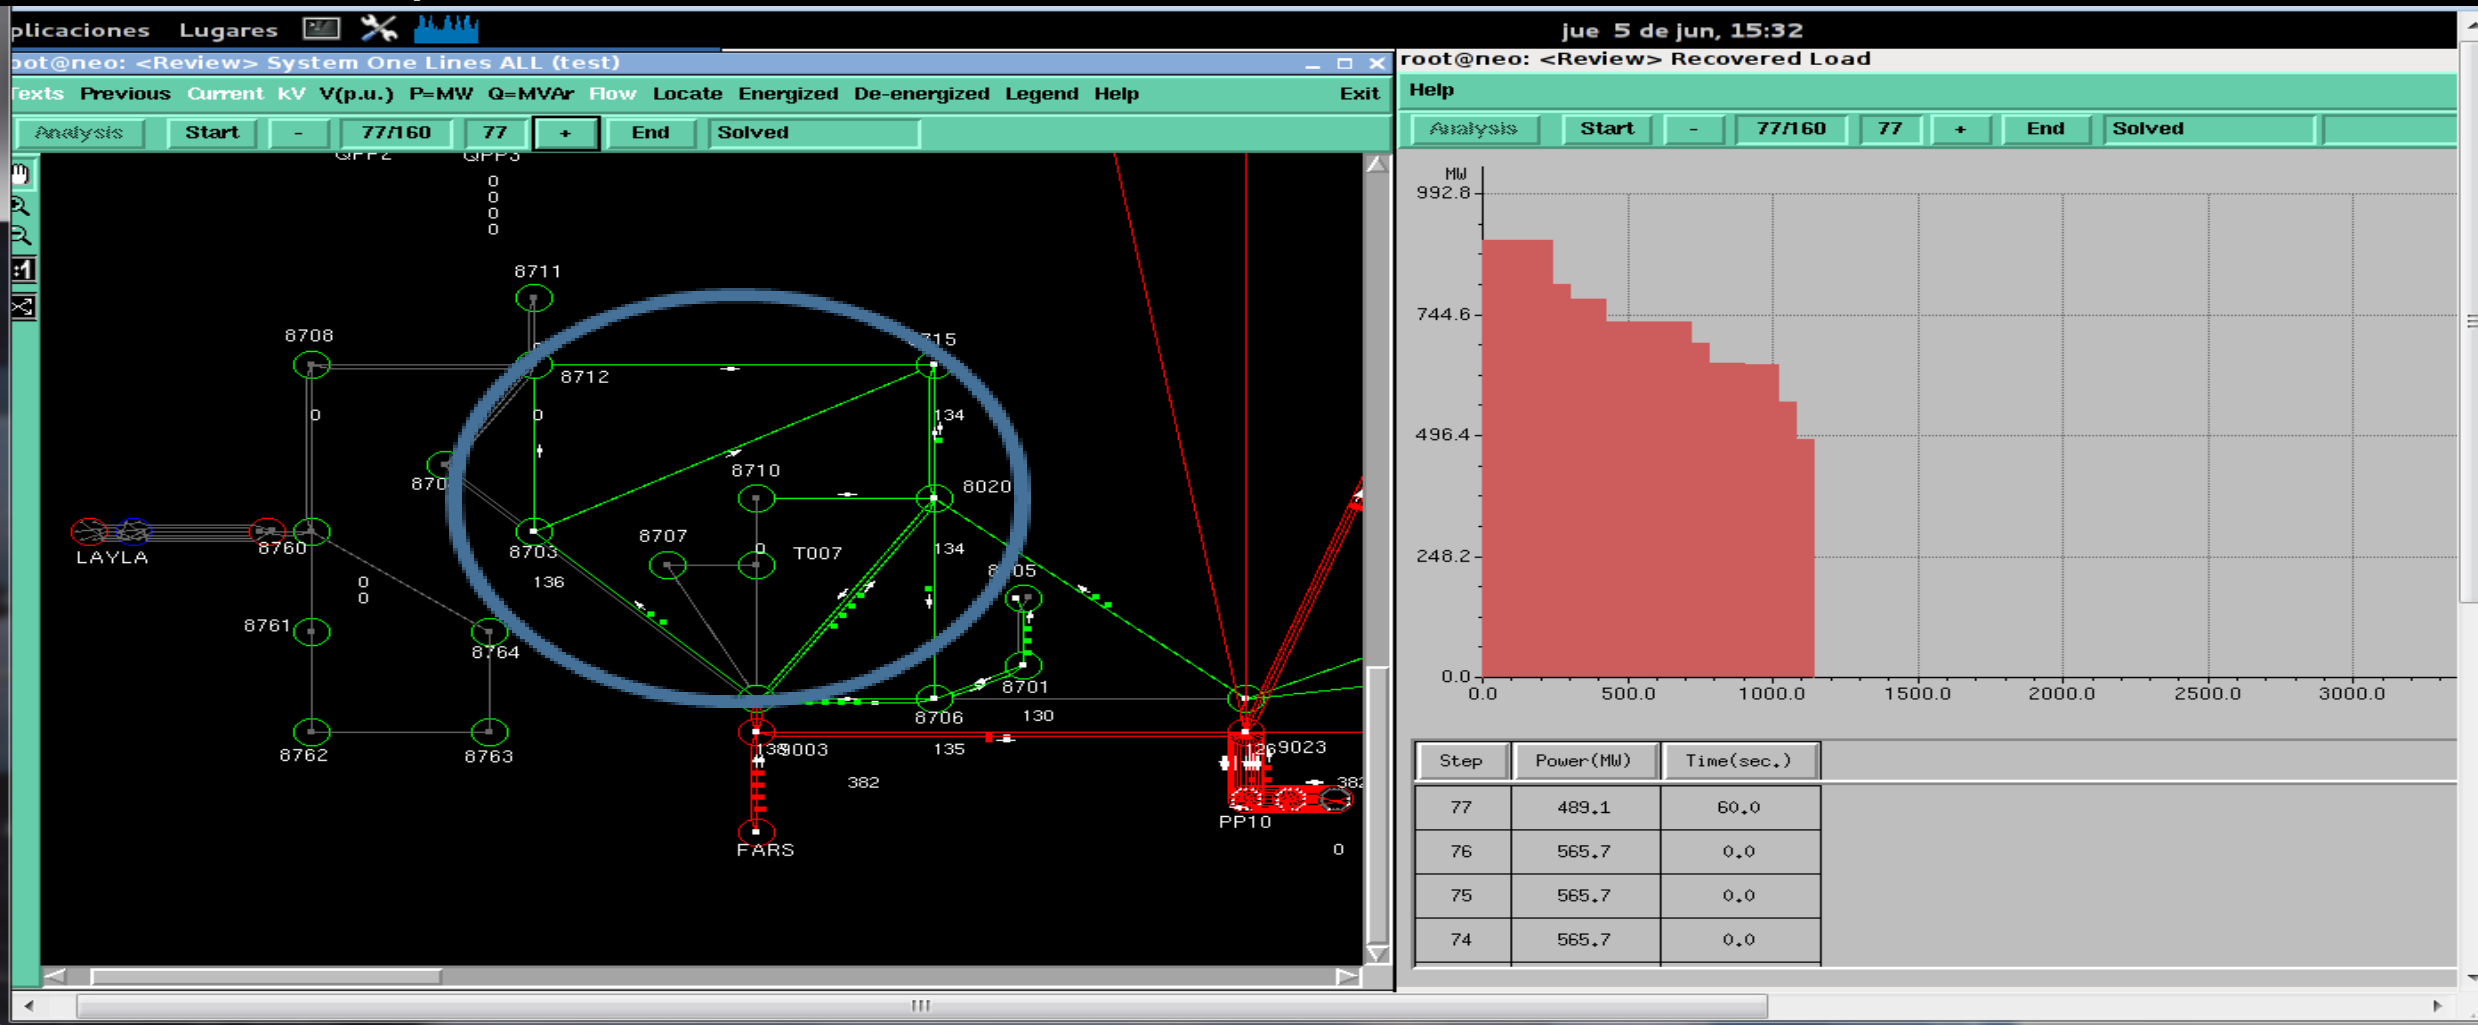 plicaciones Lugares
jue 5 de jun, 15:32
oot@neo: <Review> System One Lines ALL (test)
Texts Previous Current kV V(p.u.) P=MW Q=MVAr Flow Locate Energized De-energized Legend Help Exit
Analysis Start - 77/160 77 + End Solved
QPP2 QPP3
0
0
0
0
8711
8708
715
8712
0
0
134
8710
8020
870
8707
8703
8760
LAYLA
0
T007
134
136
0
0
05
8761
8764
8701
8706
130
8762
8763
9003
135
1269023
382
382
PP10
FARS
0
root@neo: <Review> Recovered Load
Help
Analysis Start - 77/160 77 + End Solved
MW
992.8
744.6
496.4
248.2
0.0
0.0 500.0 1000.0 1500.0 2000.0 2500.0 3000.0
Step Power(MW) Time(sec.)
77 489.1 60.0
76 565.7 0.0
75 565.7 0.0
74 565.7 0.0